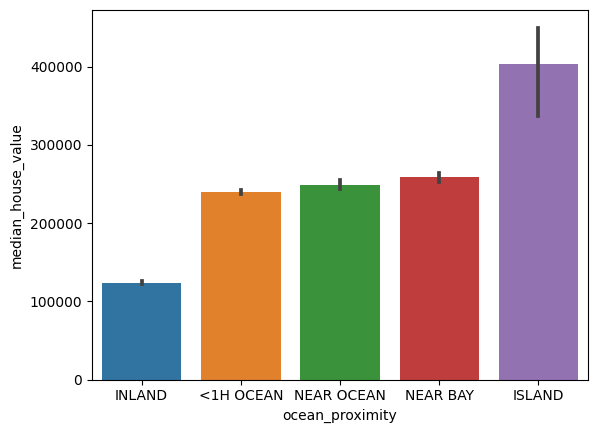 median_house_value
400000
300000
200000
100000
0
INLAND <1H OCEAN NEAR OCEAN NEAR BAY ISLAND
ocean_proximity